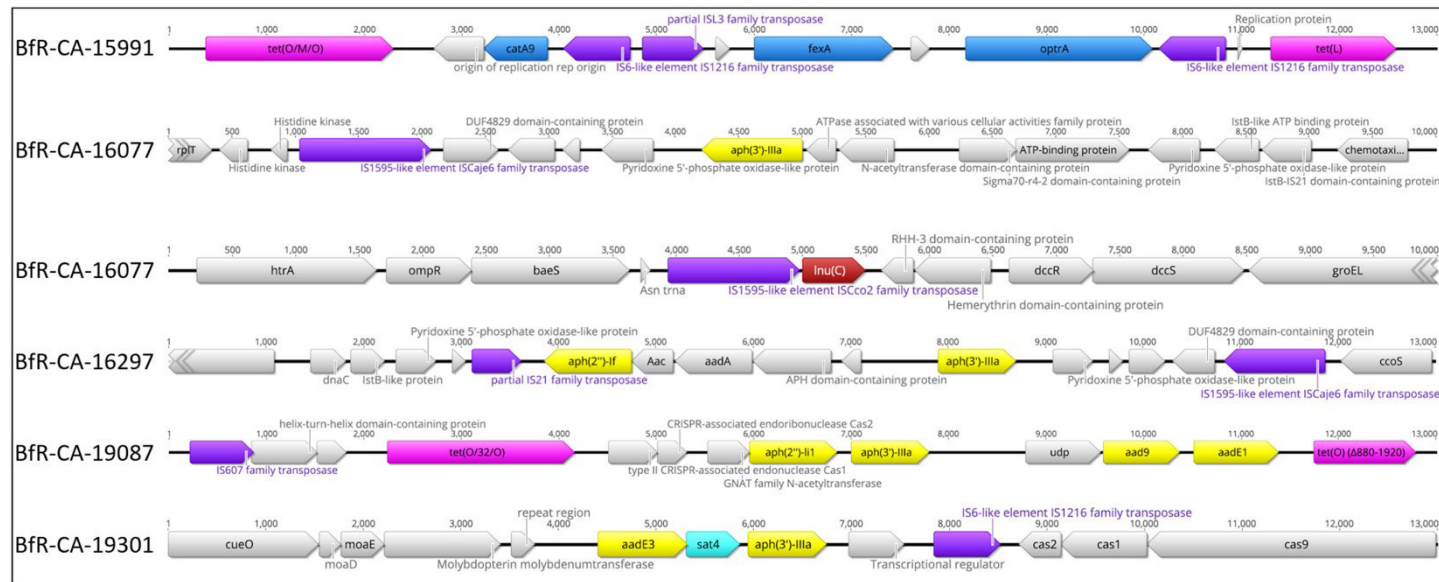 partial ISL3 family transposase
Replication protein
1 1,000 2,000 3,000 4,000 5,000 6,000 7,000 8,000 9,000 10,000 11,000 12,000 13,000
BfR-CA-15991
tet(O/M/O) catA9 fexA optrA tet(L)
origin of replication rep origin IS6-like element IS1216 family transposase IS6-like element IS1216 family transposase
Histidine kinase DUF4829 domain-containing protein ATPase associated with various cellular activities family protein IstB-like ATP binding protein
1 500 1,000 1,500 2,000 2,500 3,000 3,500 4,000 4,500 5,000 5,500 6,000 6,500 7,000 7,500 8,000 8,500 9,000 9,500 10,000
BfR-CA-16077
rplT aph(3')-IIIa ATP-binding protein chemotaxi...
Histidine kinase IS1595-like element ISCaje6 family transposase Pyridoxine 5'-phosphate oxidase-like protein N-acetyltransferase domain-containing protein Pyridoxine 5'-phosphate oxidase-like protein
Sigma70-r4-2 domain-containing protein IstB-IS21 domain-containing protein
RHH-3 domain-containing protein
1 500 1,000 1,500 2,000 2,500 3,000 3,500 4,000 4,500 5,000 5,500 6,000 6,500 7,000 7,500 8,000 8,500 9,000 9,500 10,000
BfR-CA-16077
htrA ompR baeS lnu(C) dccR dccS groEL
Asn trna IS1595-like element ISCco2 family transposase
Hemerythrin domain-containing protein
Pyridoxine 5'-phosphate oxidase-like protein DUF4829 domain-containing protein
1 1,000 2,000 3,000 4,000 5,000 6,000 7,000 8,000 9,000 10,000 11,000 12,000 13,000
BfR-CA-16297
aph(2'')-If Aac aadA aph(3')-IIIa ccoS
dnaC IstB-like protein partial IS21 family transposase APH domain-containing protein Pyridoxine 5'-phosphate oxidase-like protein
IS1595-like element ISCaje6 family transposase
helix-turn-helix domain-containing protein CRISPR-associated endoribonuclease Cas2
1 1,000 2,000 3,000 4,000 5,000 6,000 7,000 8,000 9,000 10,000 11,000 12,000 13,000
BfR-CA-19087
tet(O/32/O) aph(2'')-Ii1 aph(3')-IIIa udp aad9 aadE1 tet(O) (Δ880-1920)
IS607 family transposase type II CRISPR-associated endonuclease Cas1
GNAT family N-acetyltransferase
repeat region IS6-like element IS1216 family transposase
1 1,000 2,000 3,000 4,000 5,000 6,000 7,000 8,000 9,000 10,000 11,000 12,000 13,000
BfR-CA-19301
cueO moaE aadE3 sat4 aph(3')-IIIa cas2 cas1 cas9
moaD Molybdopterin molybdenumtransferase Transcriptional regulator